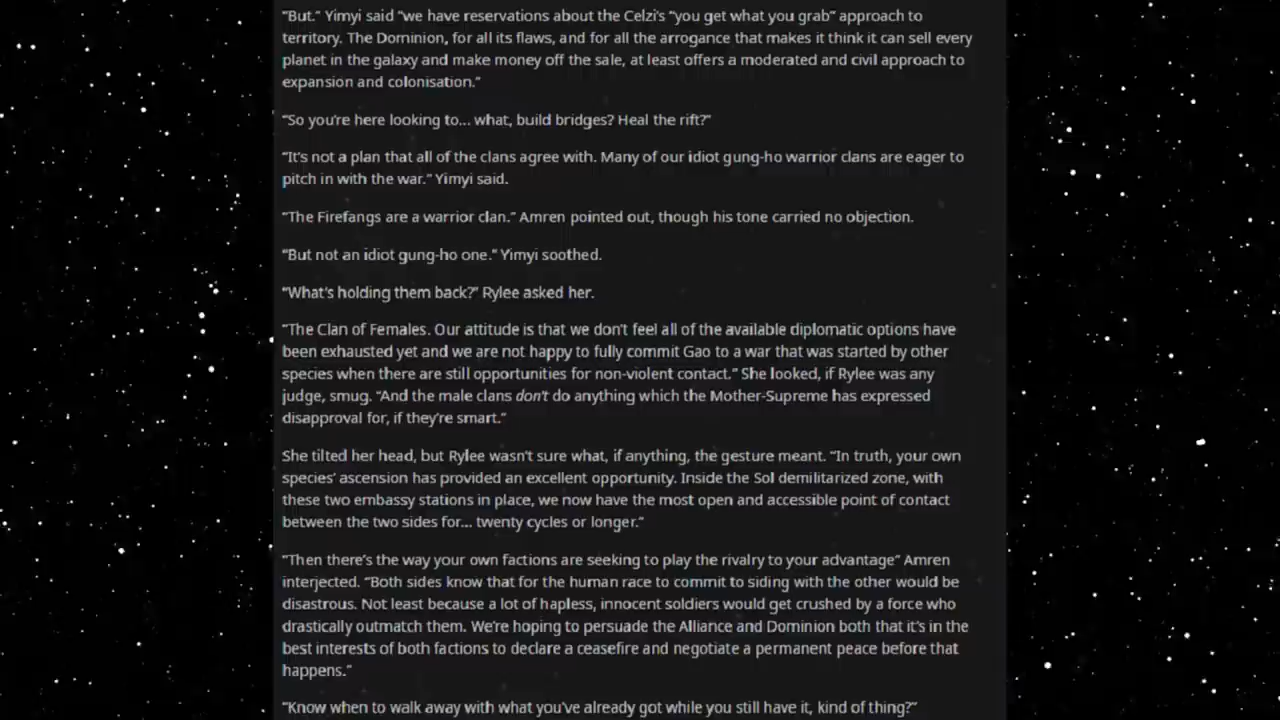 “But.” Yimyi said “we have reservations about the Celzi’s “you get what you grab” approach to
territory. The Dominion, for all its flaws, and for all the arrogance that makes it think it can sell every
planet in the galaxy and make money off the sale, at least offers a moderated and civil approach to
expansion and colonisation.”
“So you’re here looking to... what, build bridges? Heal the rift?”
“It’s not a plan that all of the clans agree with. Many of our idiot gung-ho warrior clans are eager to
pitch in with the war.” Yimyi said.
“The Firefangs are a warrior clan.” Amren pointed out, though his tone carried no objection.
“But not an idiot gung-ho one.” Yimyi soothed.
“What’s holding them back?” Rylee asked her.
“The Clan of Females. Our attitude is that we don’t feel all of the available diplomatic options have
been exhausted yet and we are not happy to fully commit Gao to a war that was started by other
species when there are still opportunities for non-violent contact.” She looked, if Rylee was any
judge, smug. “And the male clans don’t do anything which the Mother-Supreme has expressed
disapproval for, if they’re smart.”
She tilted her head, but Rylee wasn’t sure what, if anything, the gesture meant. “In truth, your own
species’ ascension has provided an excellent opportunity. Inside the Sol demilitarized zone, with
these two embassy stations in place, we now have the most open and accessible point of contact
between the two sides for... twenty cycles or longer.”
“Then there’s the way your own factions are seeking to play the rivalry to your advantage” Amren
interjected. “Both sides know that for the human race to commit to siding with the other would be
disastrous. Not least because a lot of hapless, innocent soldiers would get crushed by a force who
drastically outmatch them. We’re hoping to persuade the Alliance and Dominion both that it’s in the
best interests of both factions to declare a ceasefire and negotiate a permanent peace before that
happens.”
“Know when to walk away with what you’ve already got while you still have it, kind of thing?”